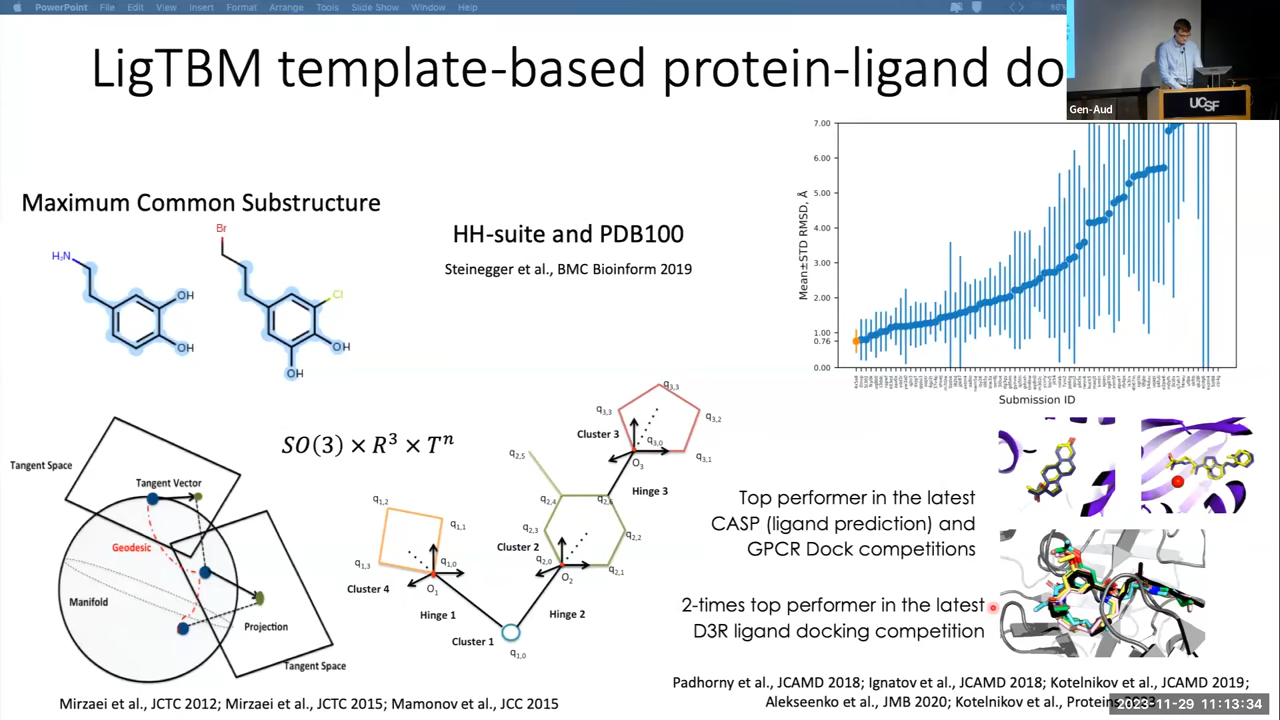 PowerPoint File Edit View Insert Format Arrange Tools Slide Show Window Help
LigTBM template-based protein-ligand do
UCSF
Gen-Aud
Maximum Common Substructure
H₂N
OH
OH
Br
Cl
OH
OH
HH-suite and PDB100
Steinegger et al., BMC Bioinform 2019
7.00
6.00
5.00
4.00
3.00
2.00
1.00
0.76
0.00
Mean±STD RMSD, Å
Submission ID
SO(3) × R³ × Tⁿ
Tangent Space
Tangent Vector
Geodesic
Manifold
Projection
Tangent Space
q3,3
q3,3
q3,2
Cluster 3
q3,0
q3,1
O3
Hinge 3
q2,5
q2,4
q2,6
q2,3
q2,2
Cluster 2
q2,0
q2,1
O2
q1,2
q1,1
q1,3
q1,0
Cluster 4
O1
Hinge 1
Hinge 2
Cluster 1
q1,0
Top performer in the latest
CASP (ligand prediction) and
GPCR Dock competitions
2-times top performer in the latest
D3R ligand docking competition
Mirzaei et al., JCTC 2012; Mirzaei et al., JCTC 2015; Mamonov et al., JCC 2015
Padhorny et al., JCAMD 2018; Ignatov et al., JCAMD 2018; Kotelnikov et al., JCAMD 2019;
Alekseenko et al., JMB 2020; Kotelnikov et al., Proteins
2023-11-29 11:13:34